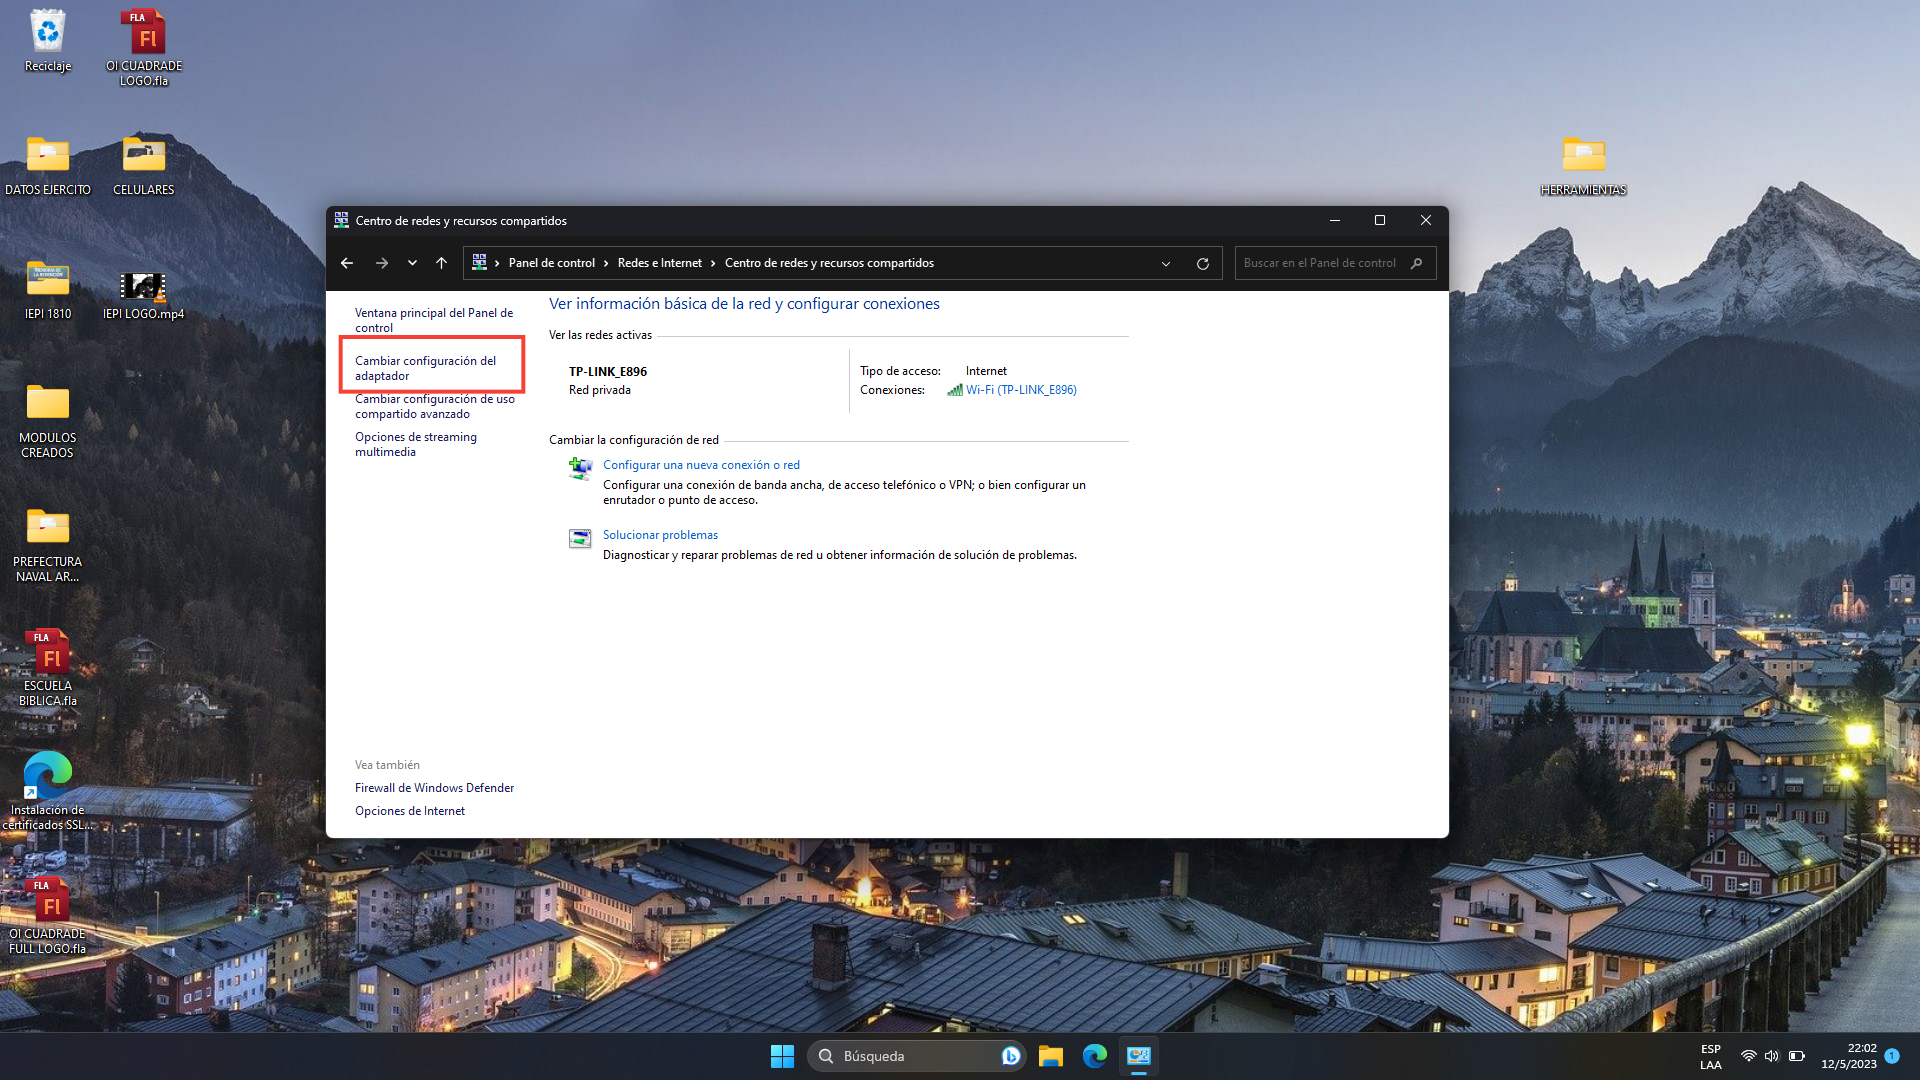 Reciclaje
FLA
Fl
OI CUADRADE
LOGO.fla
DATOS EJERCITO
CELULARES
HERRAMIENTAS
IEPI 1810
IEPI LOGO.mp4
MODULOS
CREADOS
PREFECTURA
NAVAL AR...
FLA
Fl
ESCUELA
BIBLICA.fla
Instalación de
certificados SSL...
FLA
Fl
OI CUADRADE
FULL LOGO.fla
Centro de redes y recursos compartidos
Panel de control > Redes e Internet > Centro de redes y recursos compartidos
Buscar en el Panel de control
Ventana principal del Panel de
control
Cambiar configuración del
adaptador
Cambiar configuración de uso
compartido avanzado
Opciones de streaming
multimedia
Vea también
Firewall de Windows Defender
Opciones de Internet
Ver información básica de la red y configurar conexiones
Ver las redes activas
TP-LINK_E896
Red privada
Tipo de acceso: Internet
Conexiones: Wi-Fi (TP-LINK_E896)
Cambiar la configuración de red
Configurar una nueva conexión o red
Configurar una conexión de banda ancha, de acceso telefónico o VPN; o bien configurar un
enrutador o punto de acceso.
Solucionar problemas
Diagnosticar y reparar problemas de red u obtener información de solución de problemas.
Búsqueda
ESP
LAA
22:02
12/5/2023
1